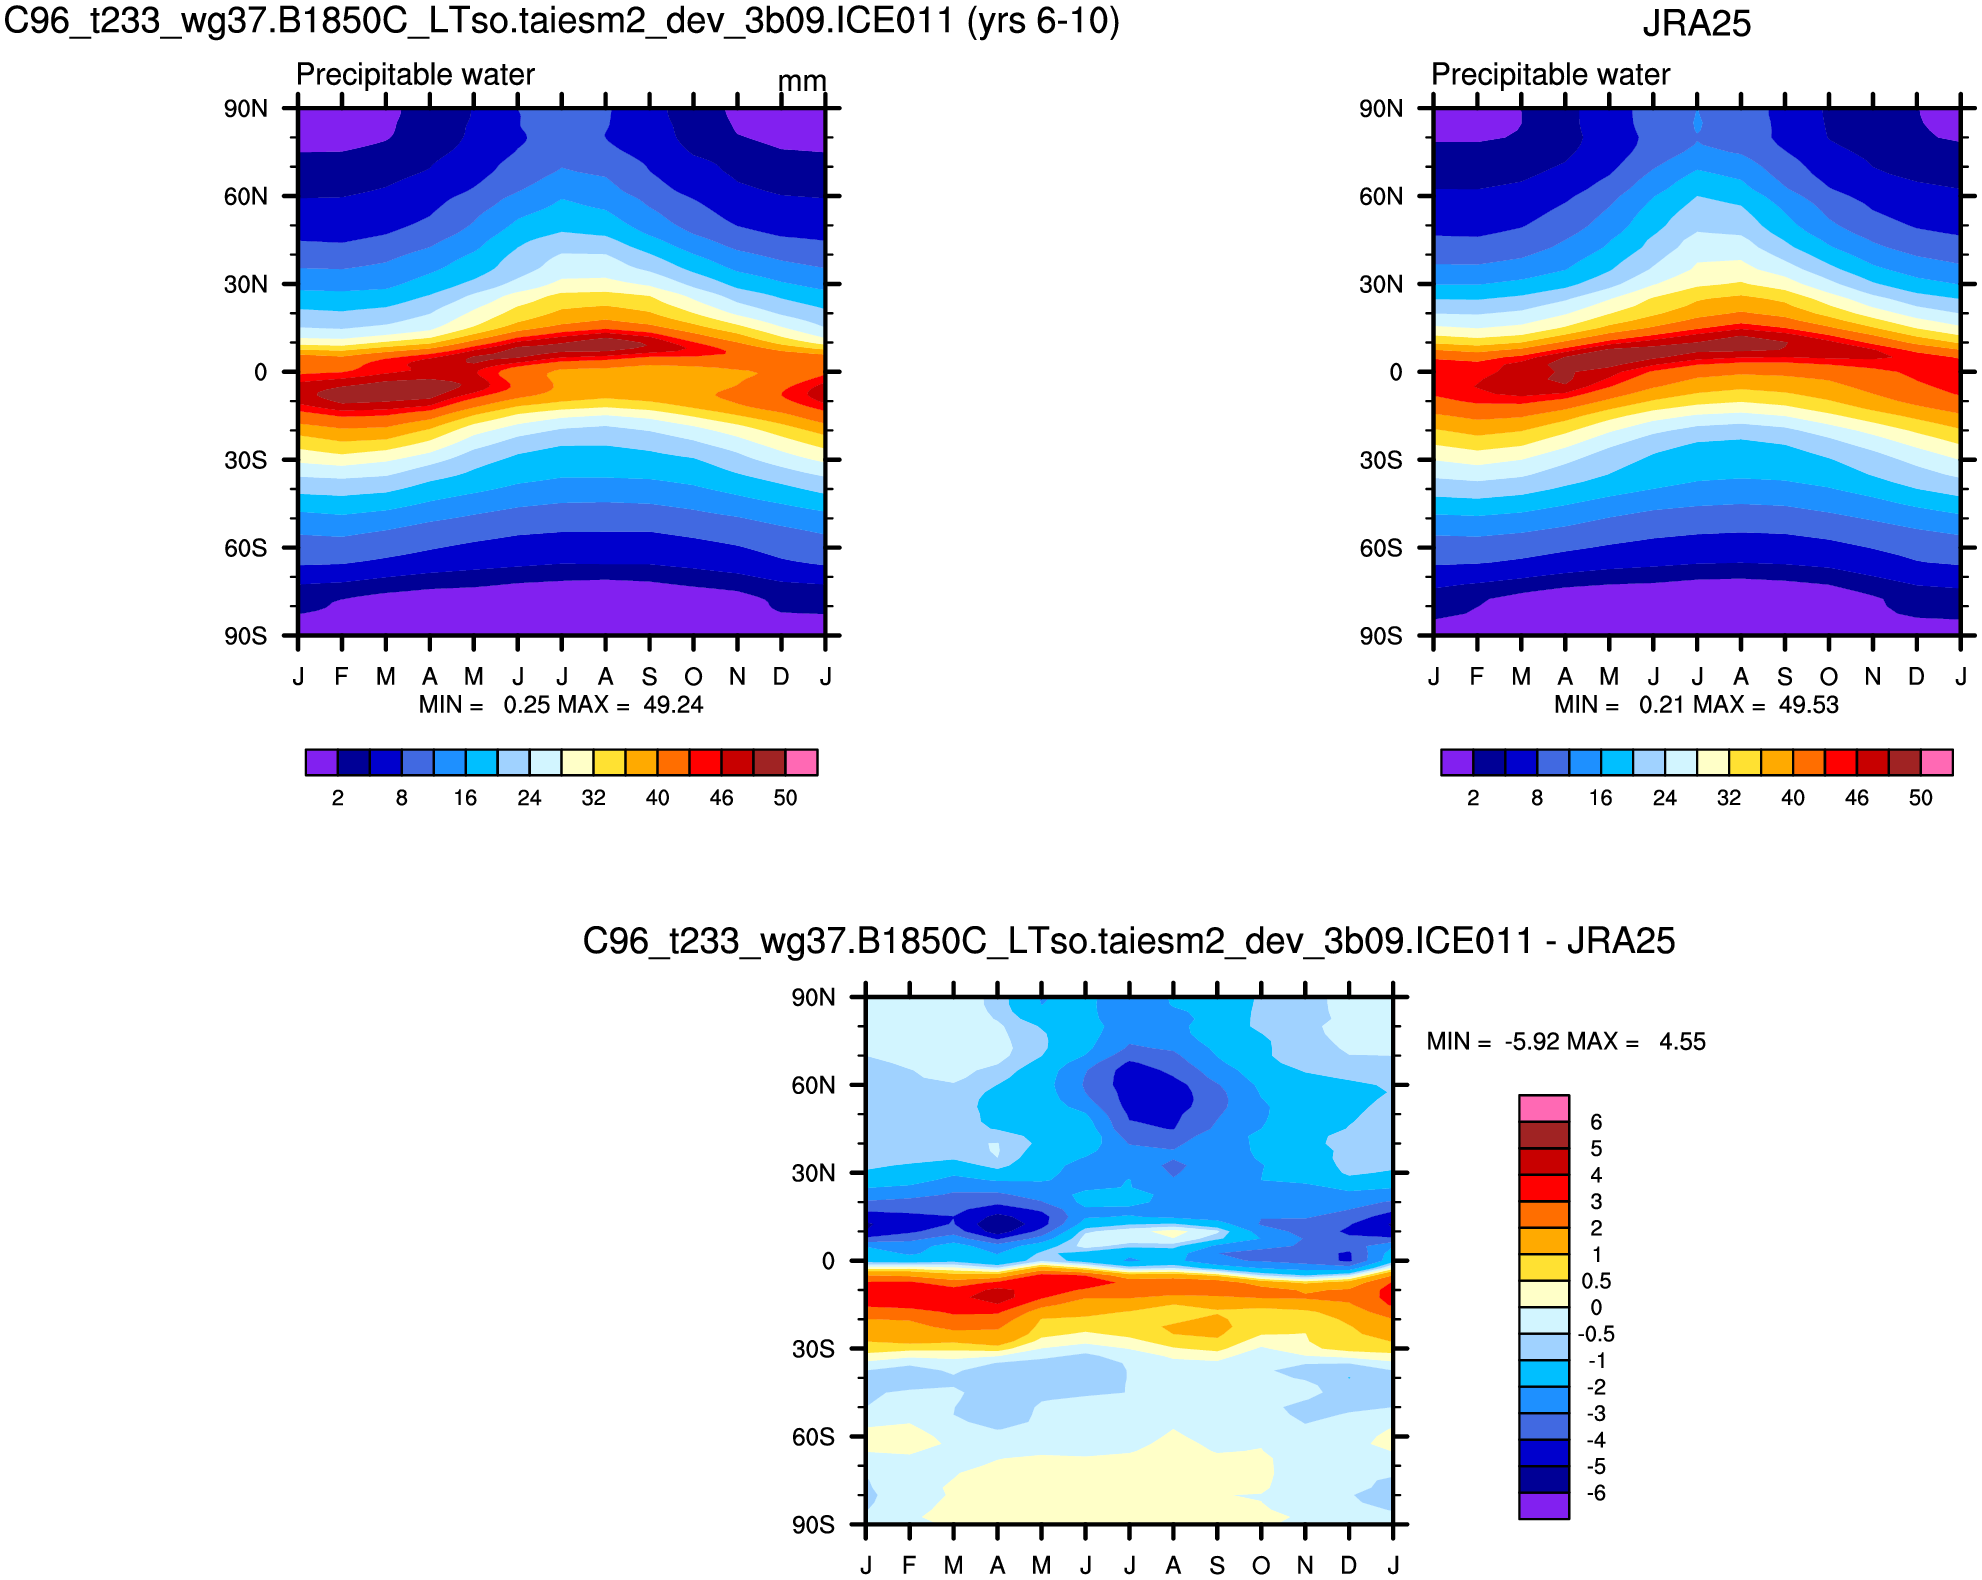 C96_t233_wg37.B1850C_LTso.taiesm2_dev_3b09.ICE011 (yrs 6-10)
Precipitable water mm
90N
60N
30N
0
30S
60S
90S
J F M A M J J A S O N D J
MIN = 0.25 MAX = 49.24
2 8 16 24 32 40 46 50
JRA25
Precipitable water
90N
60N
30N
0
30S
60S
90S
J F M A M J J A S O N D J
MIN = 0.21 MAX = 49.53
2 8 16 24 32 40 46 50
C96_t233_wg37.B1850C_LTso.taiesm2_dev_3b09.ICE011 - JRA25
90N
60N
30N
0
30S
60S
90S
J F M A M J J A S O N D J
MIN = -5.92 MAX = 4.55
6
5
4
3
2
1
0.5
0
-0.5
-1
-2
-3
-4
-5
-6